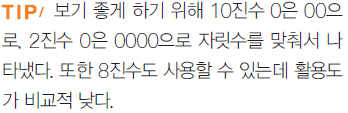 TIP/ 보기 좋게 하기 위해 10진수 0은 00으
로, 2진수 0은 0000으로 자릿수를 맞춰서 나
타냈다. 또한 8진수도 사용할 수 있는데 활용도
가 비교적 낮다.